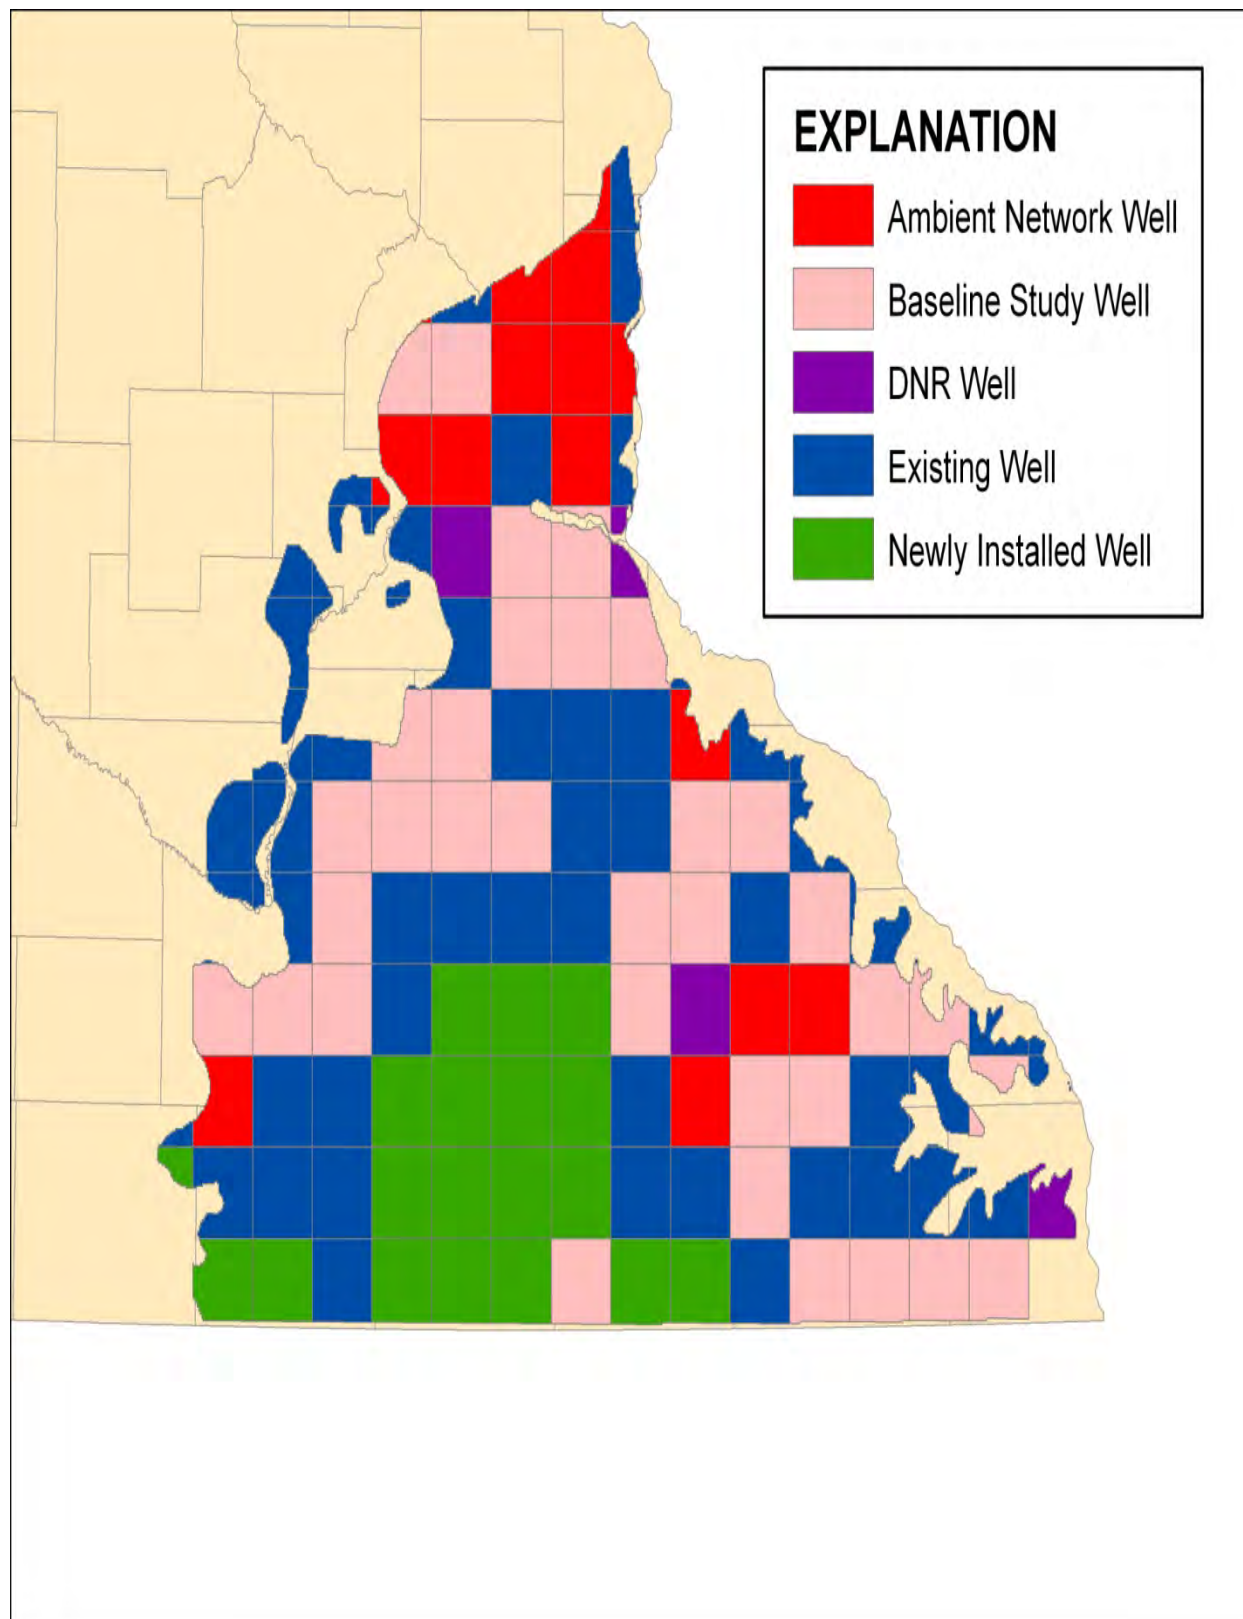 EXPLANATION
Ambient Network Well
Baseline Study Well
DNR Well
Existing Well
Newly Installed Well